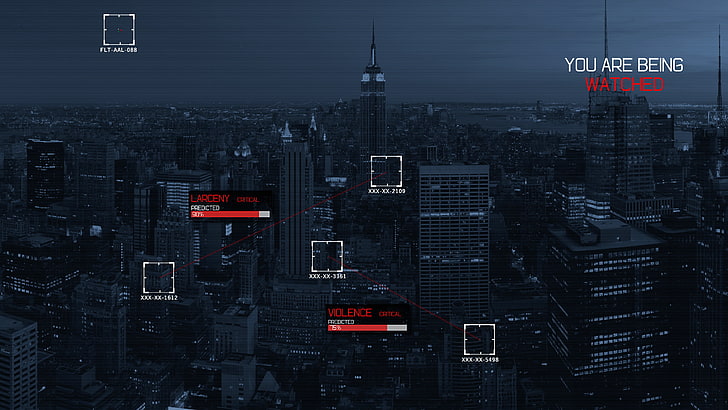 FLT-AAL-088
YOU ARE BEING
WATCHED
XXX-XX-2109
LARCENY CRITICAL
PREDICTED
90%
XXX-XX-3361
XXX-XX-1612
VIOLENCE CRITICAL
PREDICTED
75%
XXX-XX-5498